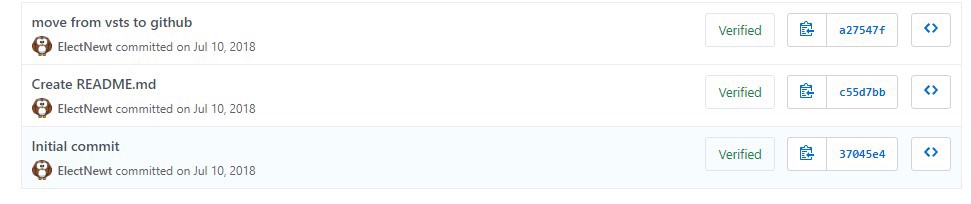 move from vsts to github
ElectNewt committed on Jul 10, 2018
Verified
a27547f
Create README.md
ElectNewt committed on Jul 10, 2018
Verified
c55d7bb
Initial commit
ElectNewt committed on Jul 10, 2018
Verified
37045e4